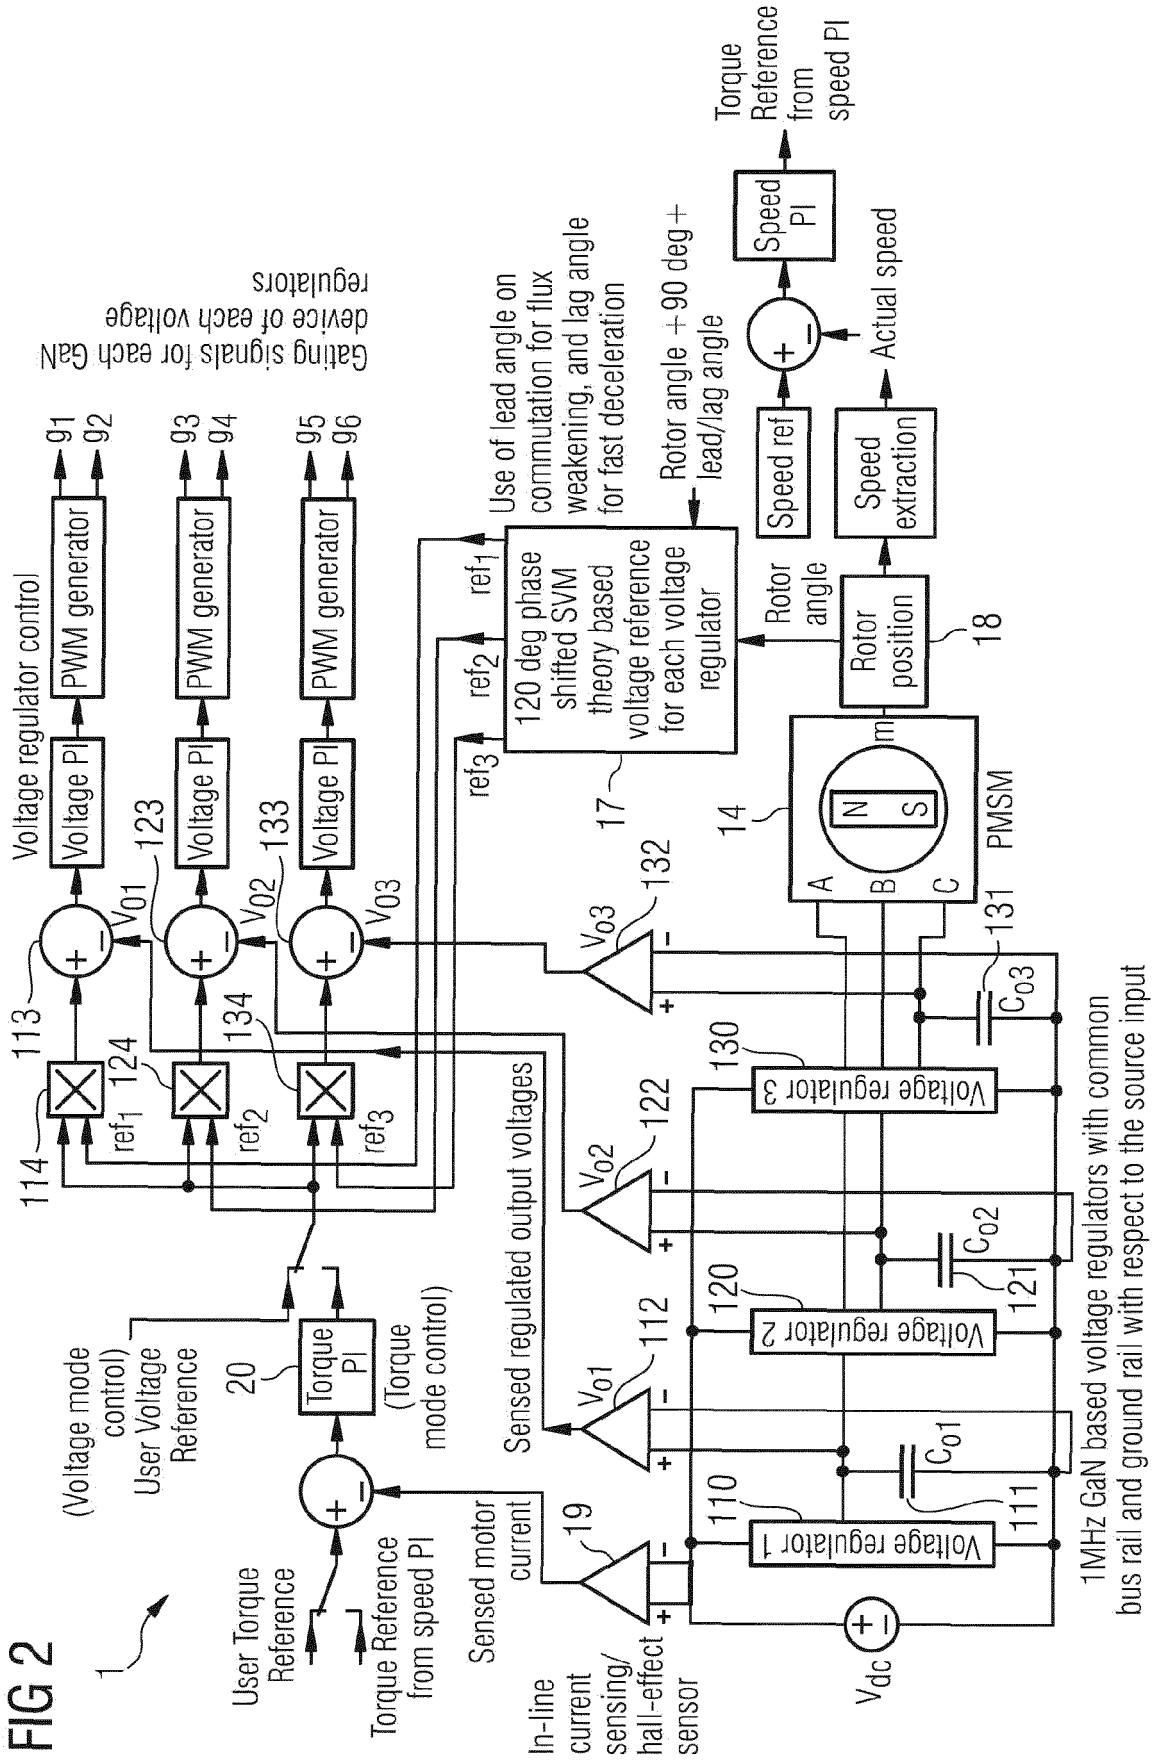 FIG 2
1
User Torque
Reference
Torque Reference
from speed PI
(Voltage mode
control)
User Voltage
Reference
20
Torque
PI
(Torque
mode control)
+
−
Sensed motor
current
19
In-line
current
sensing/
hall-effect
sensor
+
−
Voltage regulator control
114
113
ref1
+
−
V01
Voltage PI
PWM generator
g1
g2
124
123
ref2
+
−
V02
Voltage PI
PWM generator
g3
g4
134
133
ref3
+
−
V03
Voltage PI
PWM generator
g5
g6
Gating signals for each GaN
device of each voltage
regulators
Sensed regulated output voltages
ref3
ref2
ref1
17
120 deg phase
shifted SVM
theory based
voltage reference
for each voltage
regulator
Use of lead angle on
commutation for flux
weakening, and lag angle
for fast deceleration
Rotor angle +90 deg+
lead/lag angle
Rotor
angle
Vo1
112
+
−
Vo2
122
+
−
Vo3
132
+
−
Speed ref
+
−
Speed
PI
Torque
Reference
from
speed PI
Vdc
+
−
110
Voltage regulator 1
111
Co1
120
Voltage regulator 2
121
Co2
130
Voltage regulator 3
131
Co3
14
A
B
C
N
S
m
PMSM
Rotor
position
18
Speed
extraction
Actual speed
1MHz GaN based voltage regulators with common
bus rail and ground rail with respect to the source input